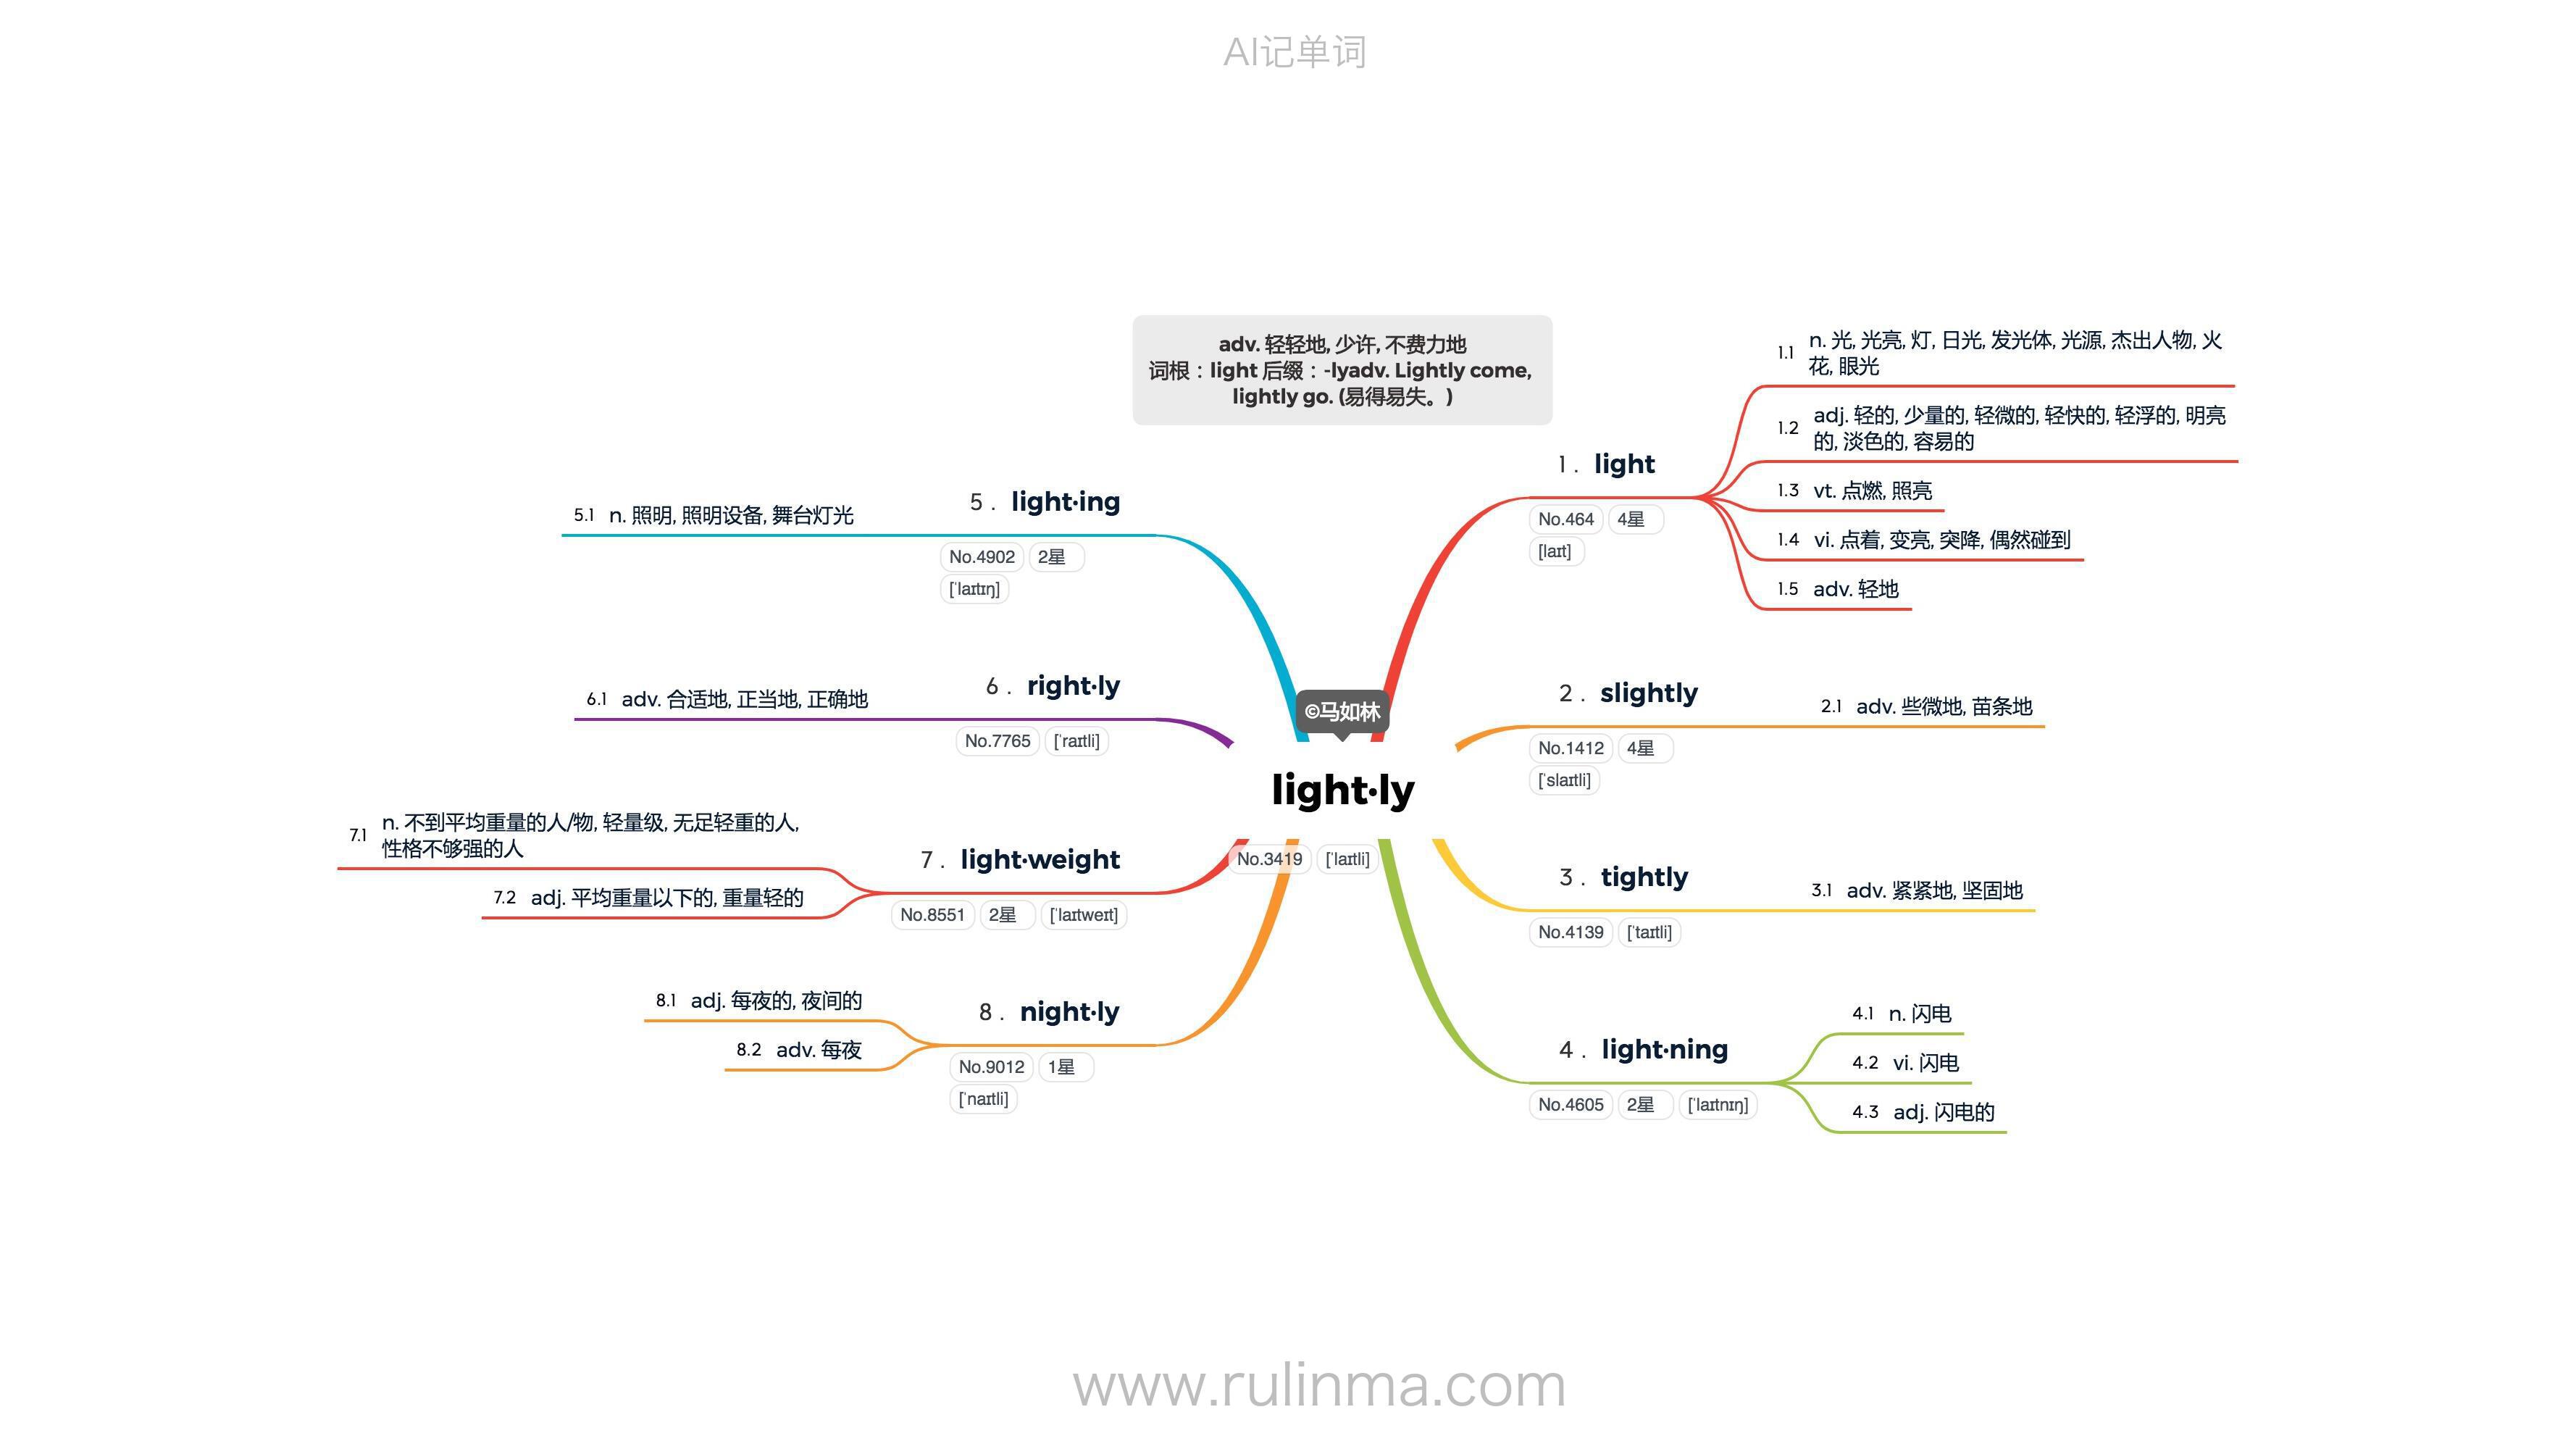 AI记单词
adv. 轻轻地, 少许, 不费力地
词根：light 后缀：-lyadv. Lightly come,
lightly go. (易得易失。)
©马如林
light·ly
No.3419 [ˈlaɪtli]
1 . light
No.464 4星
[laɪt]
1.1 n. 光, 光亮, 灯, 日光, 发光体, 光源, 杰出人物, 火
花, 眼光
1.2 adj. 轻的, 少量的, 轻微的, 轻快的, 轻浮的, 明亮
的, 淡色的, 容易的
1.3 vt. 点燃, 照亮
1.4 vi. 点着, 变亮, 突降, 偶然碰到
1.5 adv. 轻地
2 . slightly
No.1412 4星
[ˈslaɪtli]
2.1 adv. 些微地, 苗条地
3 . tightly
No.4139 [ˈtaɪtli]
3.1 adv. 紧紧地, 坚固地
4 . light·ning
No.4605 2星 [ˈlaɪtnɪŋ]
4.1 n. 闪电
4.2 vi. 闪电
4.3 adj. 闪电的
5 . light·ing
No.4902 2星
[ˈlaɪtɪŋ]
5.1 n. 照明, 照明设备, 舞台灯光
6 . right·ly
No.7765 [ˈraɪtli]
6.1 adv. 合适地, 正当地, 正确地
7 . light·weight
No.8551 2星 [ˈlaɪtweɪt]
7.1 n. 不到平均重量的人/物, 轻量级, 无足轻重的人,
性格不够强的人
7.2 adj. 平均重量以下的, 重量轻的
8 . night·ly
No.9012 1星
[ˈnaɪtli]
8.1 adj. 每夜的, 夜间的
8.2 adv. 每夜
www.rulinma.com